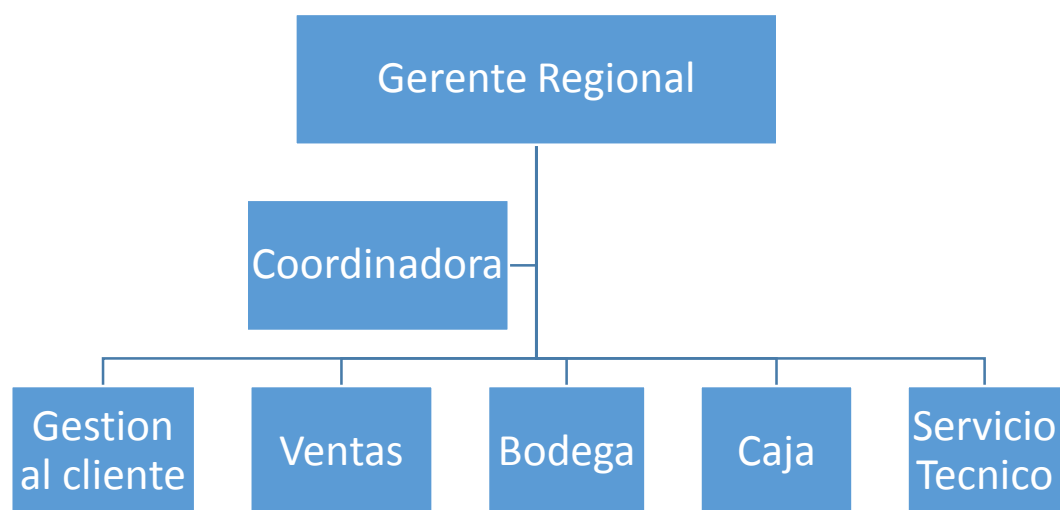 Gerente Regional
Coordinadora
Gestion
al cliente
Ventas
Bodega
Caja
Servicio
Tecnico